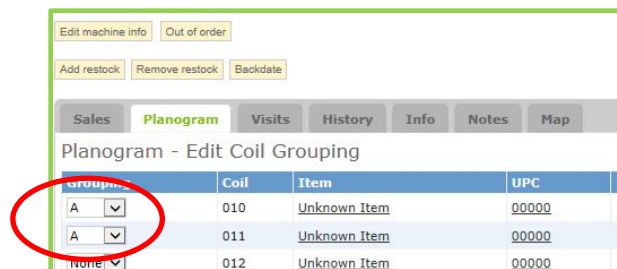 Edit machine info Out of order
Add restock Remove restock Backdate
Sales Planogram Visits History Info Notes Map
Planogram - Edit Coil Grouping
Grouping Coil Item UPC
A 010 Unknown Item 00000
A 011 Unknown Item 00000
None 012 Unknown Item 00000